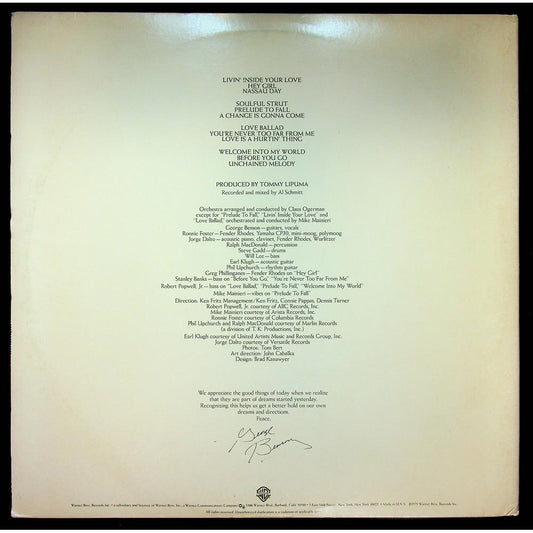 LIVIN' INSIDE YOUR LOVE
HEY GIRL
NASSAU DAY
SOULFUL STRUT
PRELUDE TO FALL
A CHANGE IS GONNA COME
LOVE BALLAD
YOU'RE NEVER TOO FAR FROM ME
LOVE IS A HURTIN' THING
WELCOME INTO MY WORLD
BEFORE YOU GO
UNCHAINED MELODY
PRODUCED BY TOMMY LIPUMA
Recorded and mixed by Al Schmitt
Orchestra arranged and conducted by Claus Ogerman
except for "Prelude To Fall," "Livin' Inside Your Love" and
"Love Ballad," orchestrated and conducted by Mike Mainieri
George Benson—guitars, vocals
Ronnie Foster—Fender Rhodes, Yamaha CP30, mini-moog, polymoog
Jorge Dalto—acoustic piano, clavinet, Fender Rhodes, Wurlitzer
Ralph MacDonald—percussion
Steve Gadd—drums
Will Lee—bass
Earl Klugh—acoustic guitar
Phil Upchurch—rhythm guitar
Greg Phillinganes—Fender Rhodes on "Hey Girl"
Stanley Banks—bass on "Before You Go," "You're Never Too Far From Me"
Robert Popwell, Jr.—bass on "Love Ballad," "Prelude To Fall," "Welcome Into My World"
Mike Mainieri—vibes on "Prelude To Fall"
Direction: Ken Fritz Management/Ken Fritz, Connie Pappas, Dennis Turner
Robert Popwell, Jr. courtesy of ABC Records, Inc.
Mike Mainieri courtesy of Arista Records, Inc.
Ronnie Foster courtesy of Columbia Records
Phil Upchurch and Ralph MacDonald courtesy of Marlin Records
(a division of T. K. Productions, Inc.)
Earl Klugh courtesy of United Artists Music and Records Group, Inc.
Jorge Dalto courtesy of Versatile Records
Photos: Tom Bert
Art direction: John Cabalka
Design: Brad Kanawyer
We appreciate the good things of today when we realize
that they are part of dreams started yesterday.
Recognizing this helps us get a better hold on our own
dreams and directions.
Peace,
George Benson